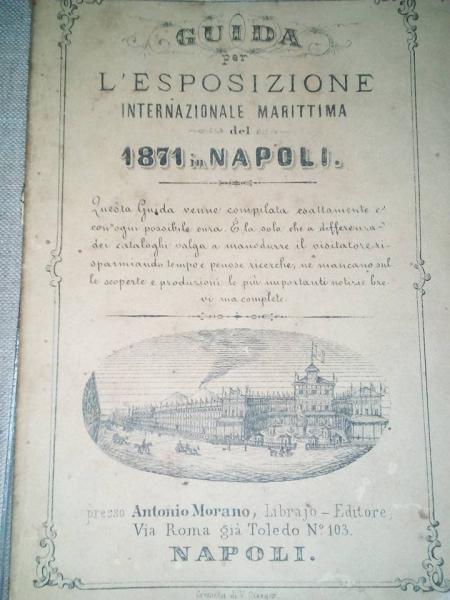 GUIDA
per
L'ESPOSIZIONE
INTERNAZIONALE MARITTIMA
del
1871 in NAPOLI.
Questa Guida venne compilata esattamente e
con ogni possibile cura. È la sola che a differenza
dei cataloghi valga a manodurre il visitatore ri-
sparmiando tempo e penose ricerche, nè mancano sul
le scoperte e produzioni le più importanti notizie bre-
vi ma complete.
presso Antonio Morano, Librajo-Editore,
Via Roma già Toledo Nº 103.
NAPOLI.
di V.